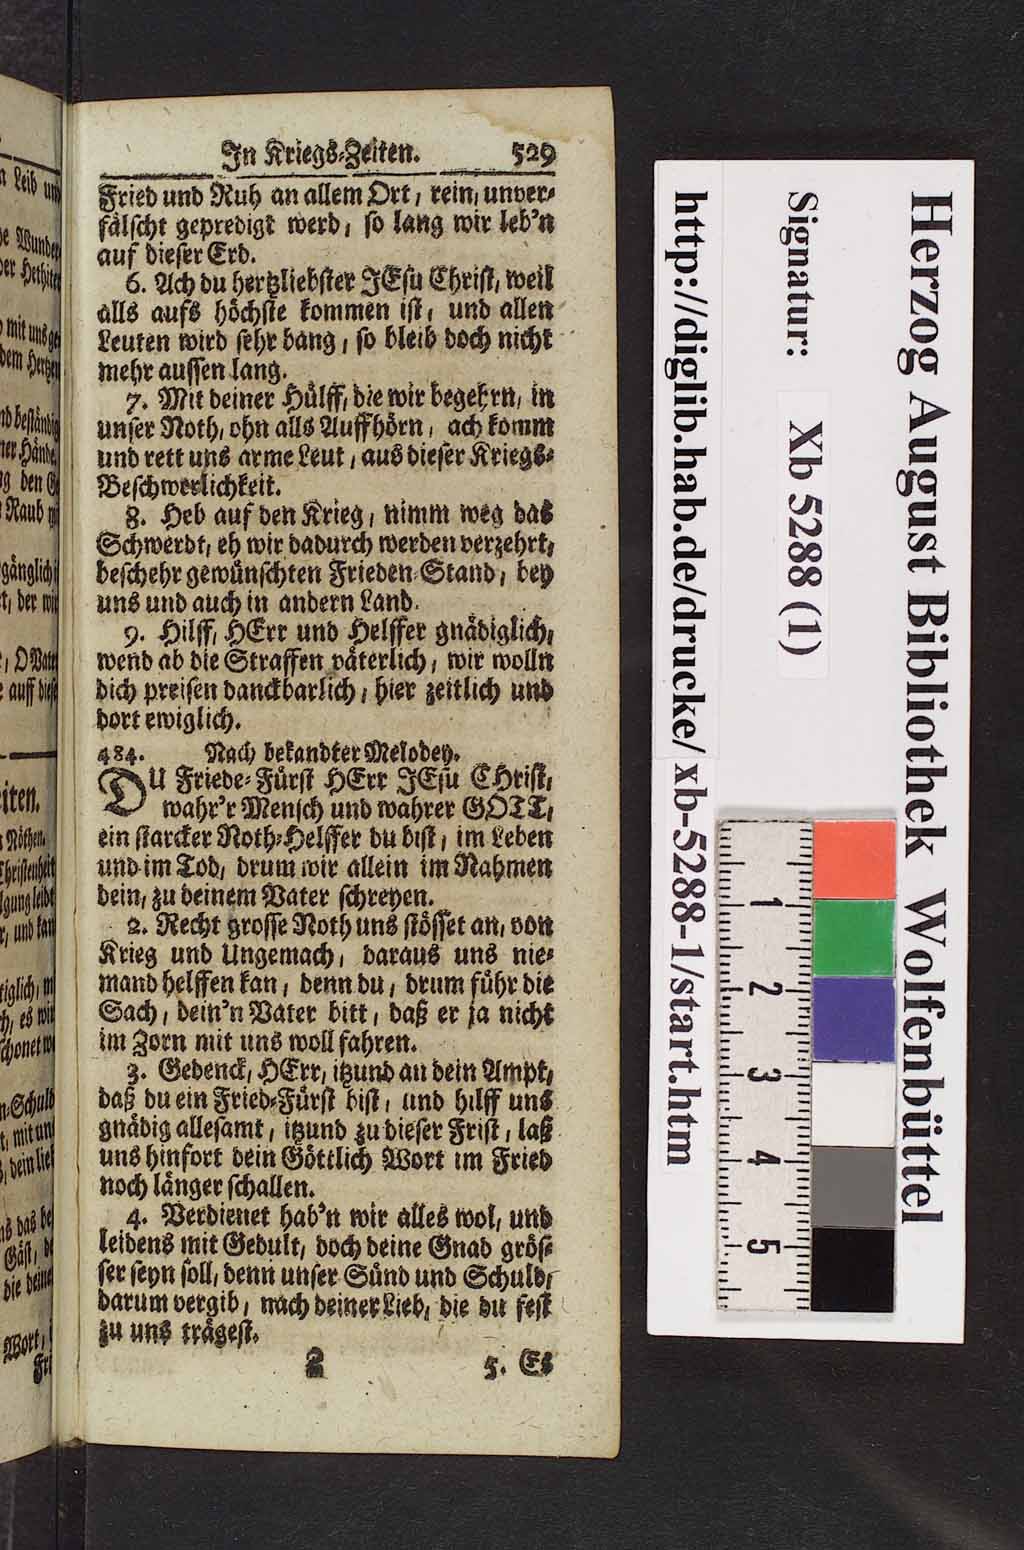 In Kriegs-Zeiten. 529
Fried und Ruh an allem Ort, rein, unver-
fälscht gepredigt werd, so lang wir leb'n
auf dieser Erd.
6. Ach du hertzliebster JEsu Christ, weil
alls aufs höchste kommen ist, und allen
Leuten wird sehr bang, so bleib doch nicht
mehr aussen lang.
7. Mit deiner Hülff, die wir begehrn, in
unser Noth, ohn alls Auffhörn, ach komm
und rett uns arme Leut, aus dieser Kriegs-
Beschwerlichkeit.
8. Heb auf den Krieg, nimm weg das
Schwerdt, eh wir dadurch werden verzehrt,
beschehr gewünschten Frieden-Stand, bey
uns und auch in andern Land.
9. Hilff, HErr und Helffer gnädiglich,
wend ab die Straffen väterlich, wir wolln
dich preisen danckbarlich, hier zeitlich und
dort ewiglich.
484. Nach bekandter Melodey.
DU Friede-Fürst HErr JEsu CHrist,
wahr'r Mensch und wahrer GOTT,
ein starcker Noth-Helffer du bist, im Leben
und im Tod, drum wir allein im Nahmen
dein, zu deinem Vater schreyen.
2. Recht grosse Noth uns stösset an, von
Krieg und Ungemach, daraus uns nie-
mand helffen kan, denn du, drum führ die
Sach, dein'n Vater bitt, daß er ja nicht
im Zorn mit uns woll fahren.
3. Gedenck, HErr, itzund an dein Ampt,
daß du ein Fried-Fürst bist, und hilff uns
gnädig allesamt, itzund zu dieser Frist, laß
uns hinfort dein Göttlich Wort im Fried
noch länger schallen.
4. Verdienet hab'n wir alles wol, und
leidens mit Gedult, doch deine Gnad grös-
ser seyn soll, denn unser Sünd und Schuld,
darum vergib, nach deiner Lieb, die du fest
zu uns trägest.
5. Es
Herzog August Bibliothek Wolfenbüttel
Signatur: Xb 5288 (1)
http://diglib.hab.de/drucke/xb-5288-1/start.htm
1
2
3
4
5